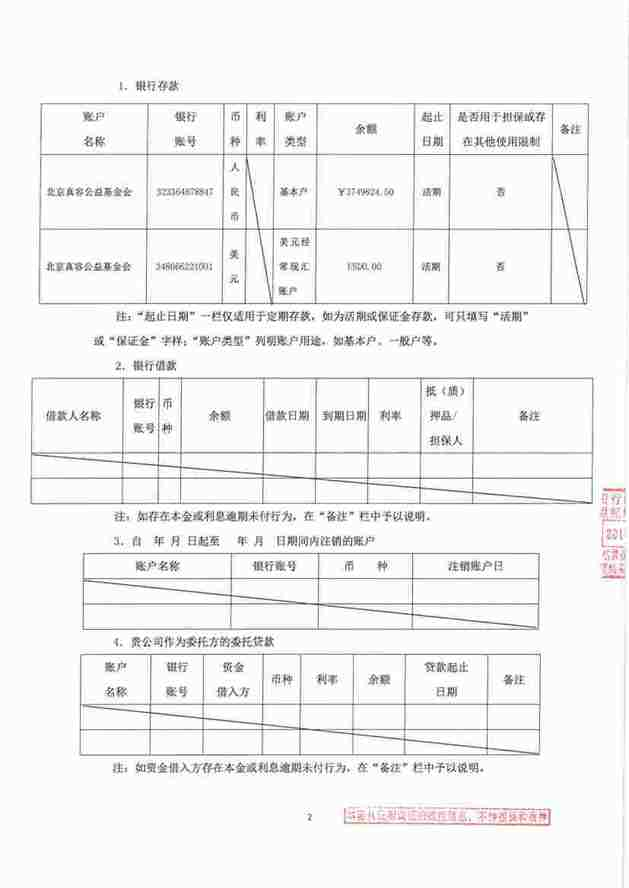 1. 银行存款
账户名称 银行账号 币种 利率 账户类型 余额 起止日期 是否用于担保或存在其他使用限制 备注
北京真容公益基金会 323364878847 人民币 基本户 ¥3749824.50 活期 否
北京真容公益基金会 348666221001 美元 美元经常现汇账户 USD0.00 活期 否
注：“起止日期”一栏仅适用于定期存款，如为活期或保证金存款，可只填写“活期”
或“保证金”字样；“账户类型”列明账户用途，如基本户、一般户等。
2. 银行借款
借款人名称 银行账号 币种 余额 借款日期 到期日期 利率 抵（质）押品/担保人 备注
注：如存在本金或利息逾期未付行为，在“备注”栏中予以说明。
3. 自 年 月 日起至 年 月 日期间内注销的账户
账户名称 银行账号 币 种 注销账户日
4. 贵公司作为委托方的委托贷款
账户名称 银行账号 资金借入方 币种 利率 余额 贷款起止日期 备注
注：如资金借入方存在本金或利息逾期未付行为，在“备注”栏中予以说明。
2